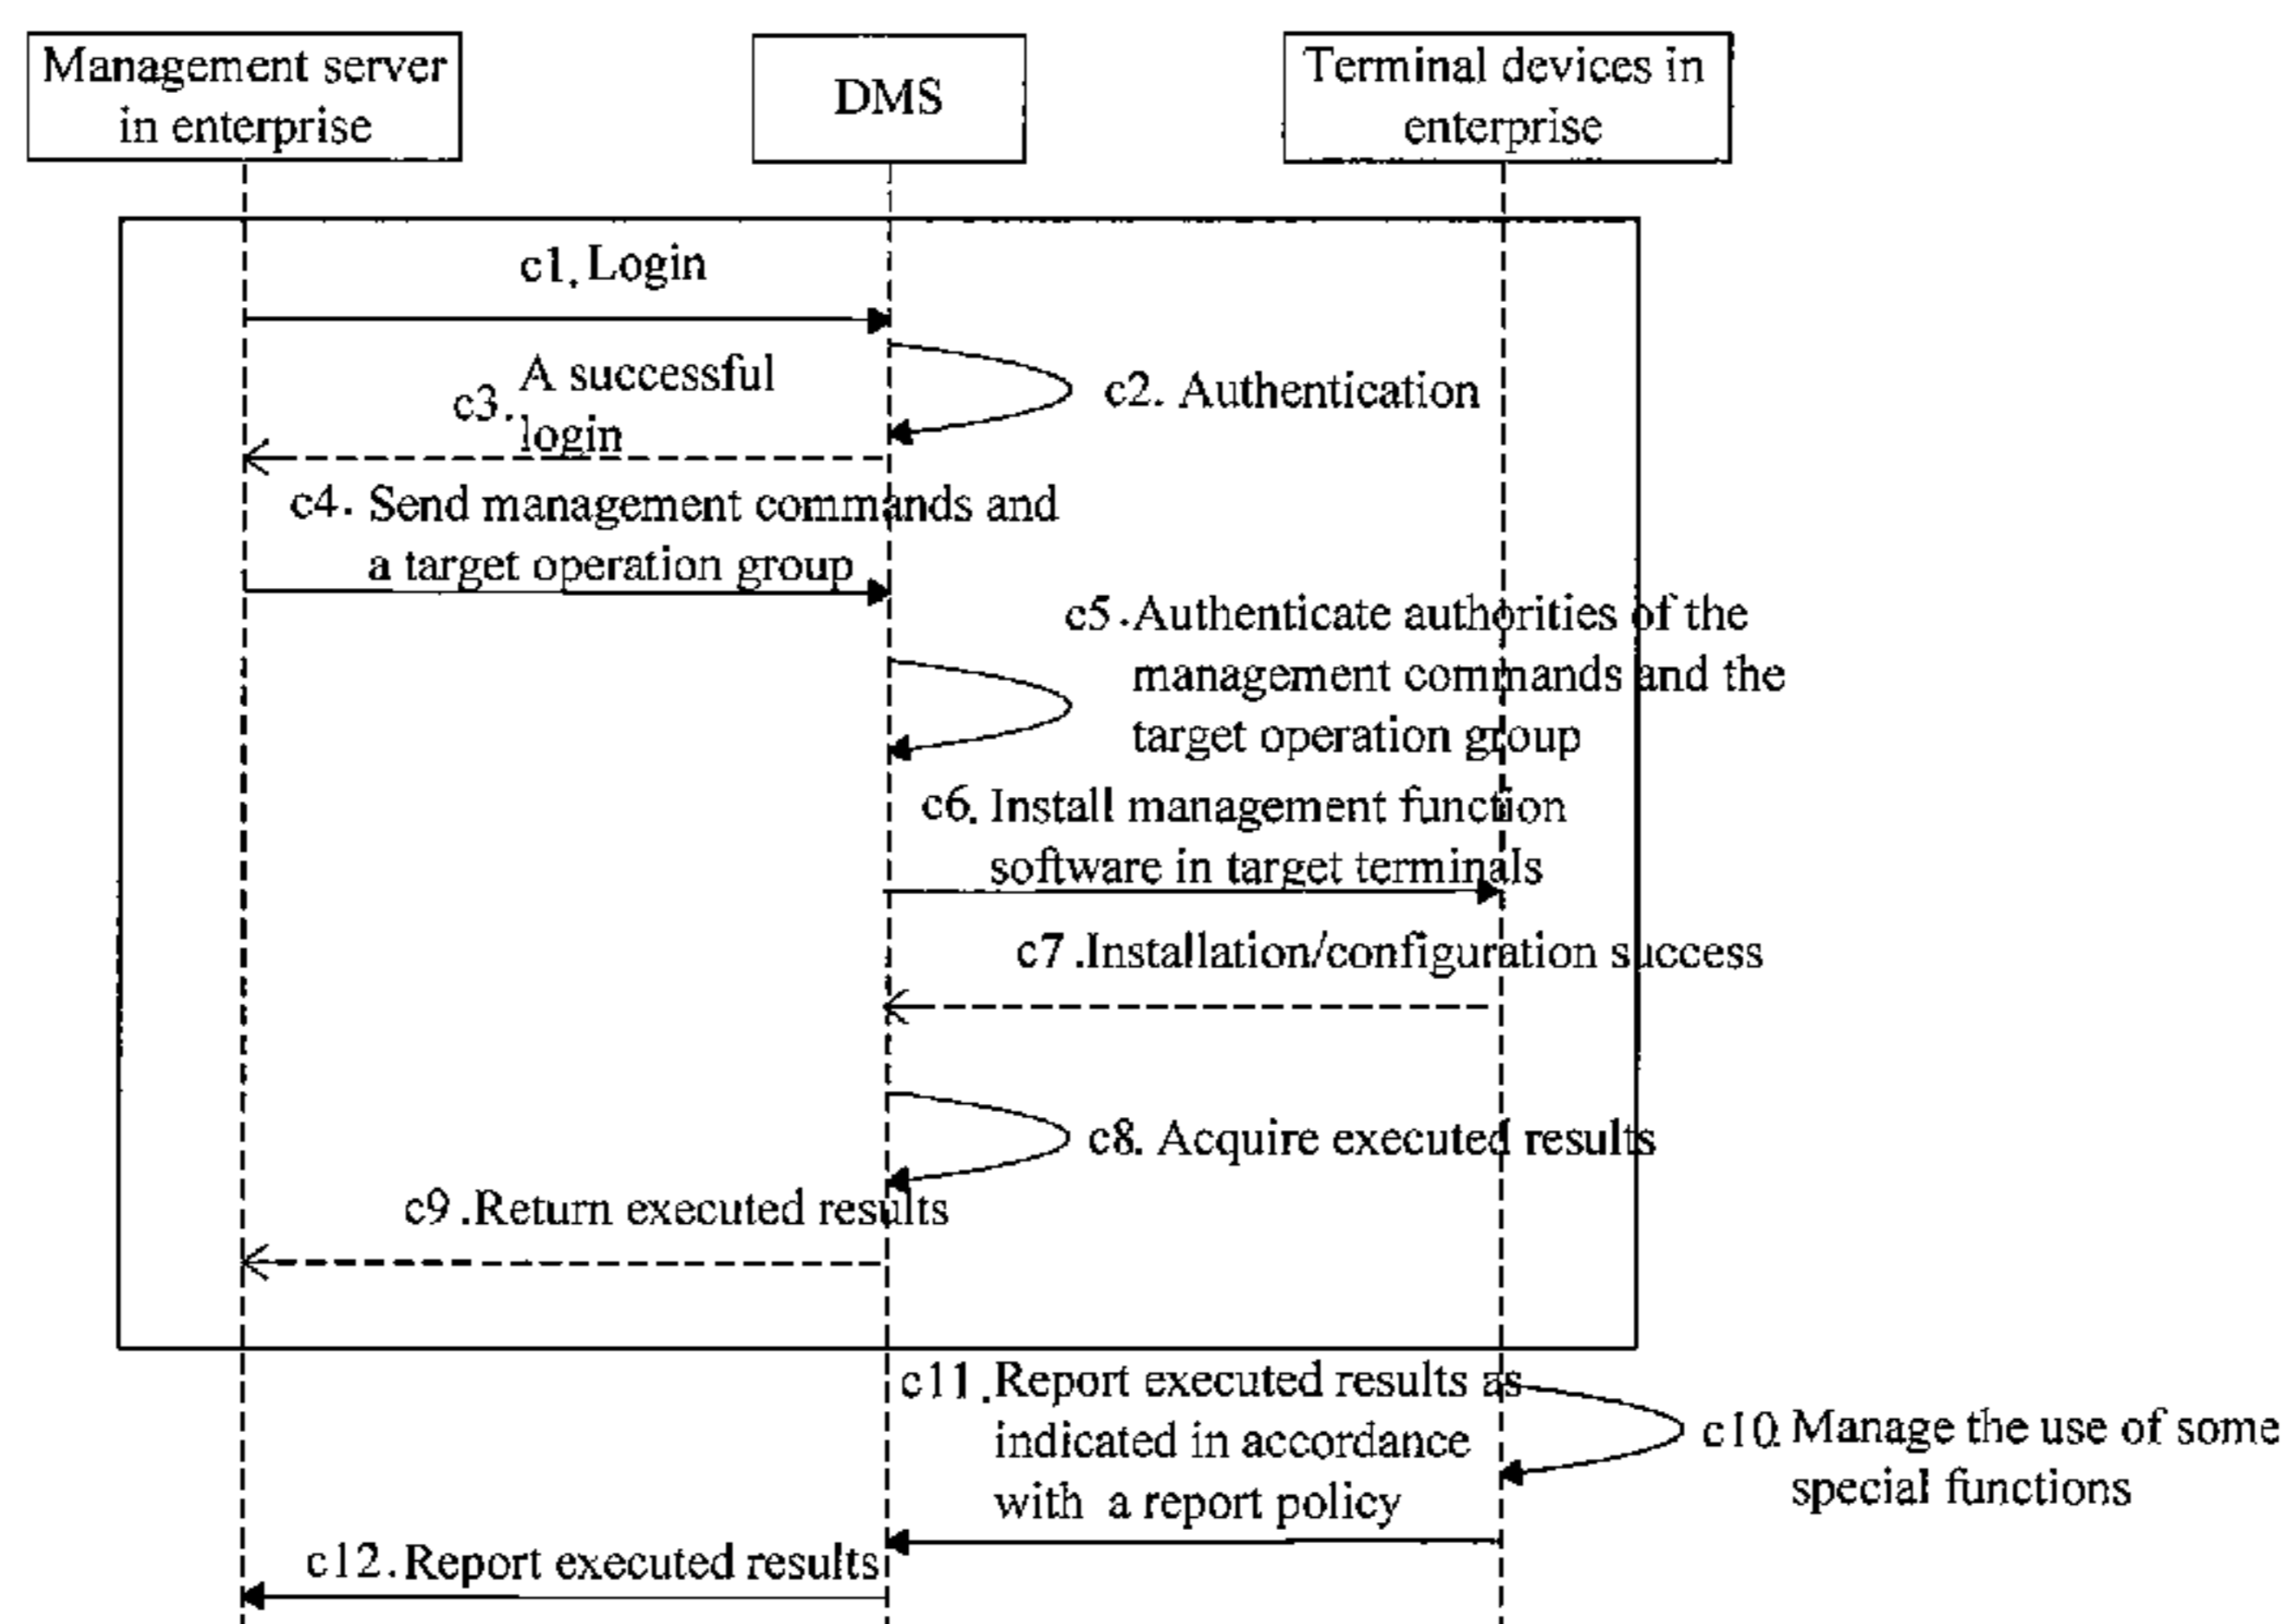 Management server
in enterprise
DMS
Terminal devices in
enterprise
c1. Login
c2. Authentication
c3. A successful
login
c4. Send management commands and
a target operation group
c5. Authenticate authorities of the
management commands and the
target operation group
c6. Install management function
software in target terminals
c7. Installation/configuration success
c8. Acquire executed results
c9. Return executed results
c11. Report executed results as
indicated in accordance
with a report policy
c10. Manage the use of some
special functions
c12. Report executed results